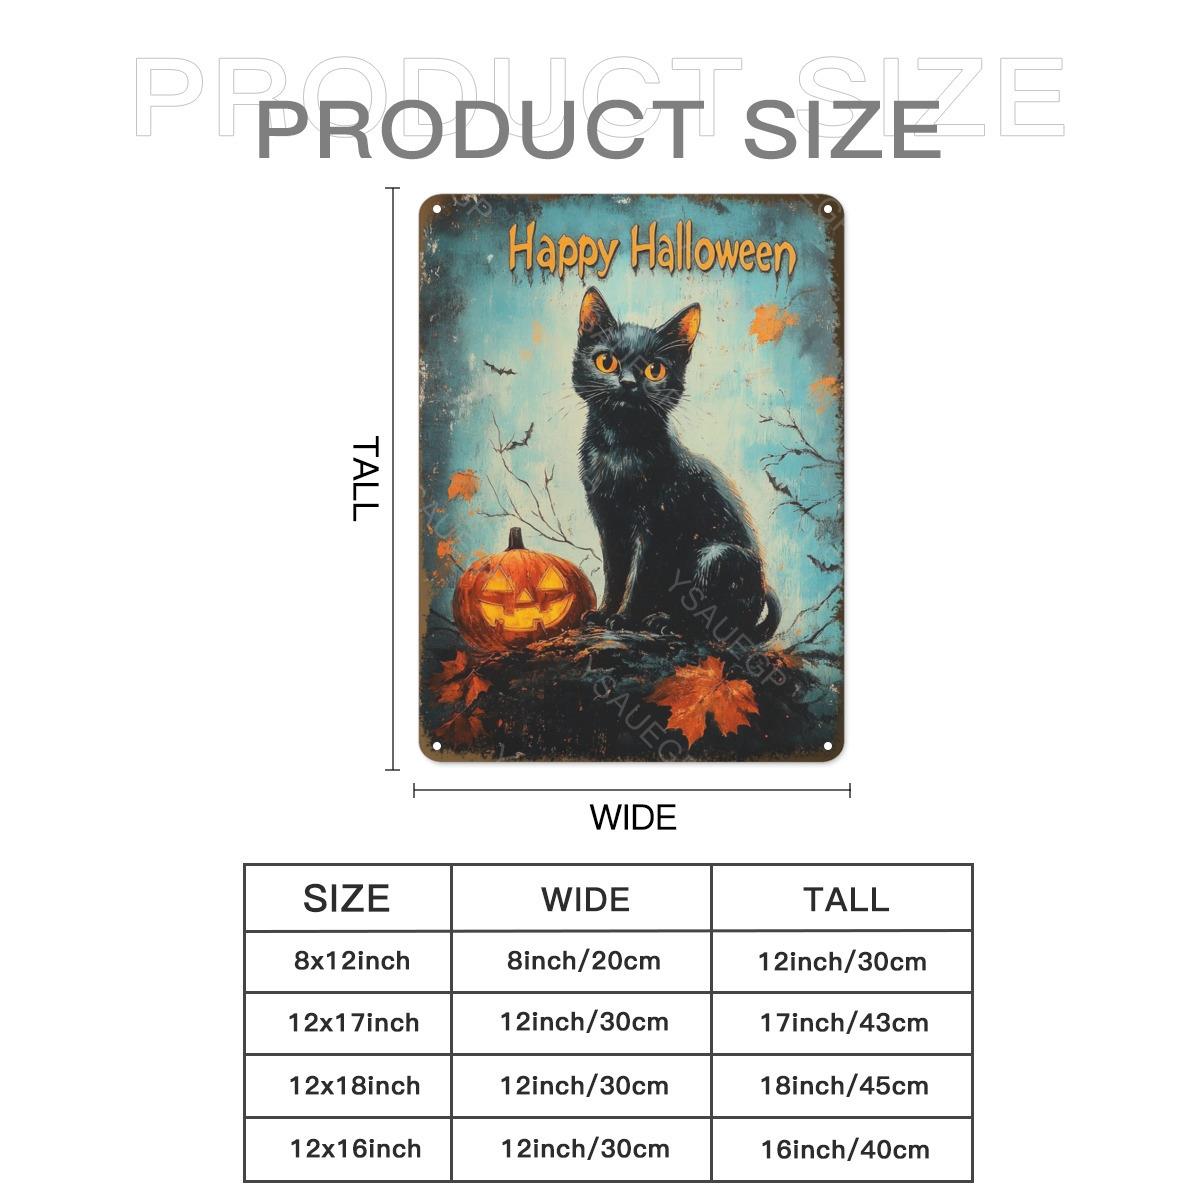 PRODUCT SIZE
PRODUCT SIZE
Happy Halloween
TALL
YSAUEGP
YSAUEGP
WIDE
SIZE WIDE TALL
8x12inch 8inch/20cm 12inch/30cm
12x17inch 12inch/30cm 17inch/43cm
12x18inch 12inch/30cm 18inch/45cm
12x16inch 12inch/30cm 16inch/40cm